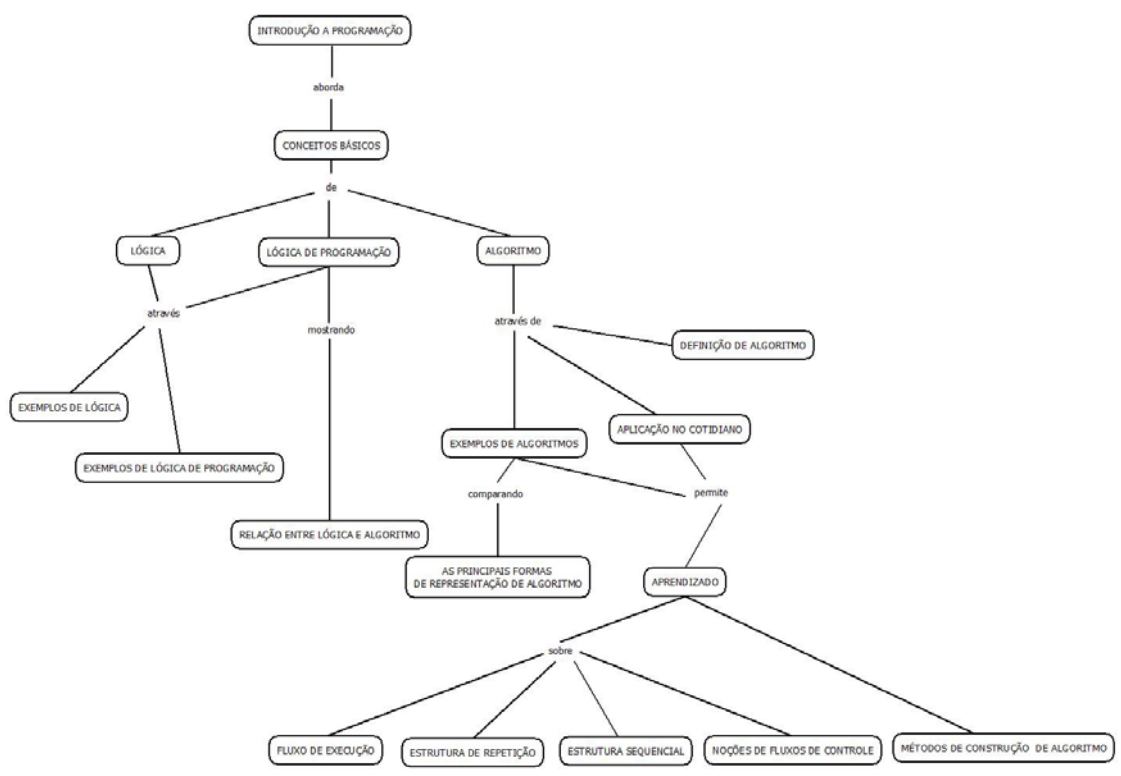 INTRODUÇÃO A PROGRAMAÇÃO
aborda
CONCEITOS BÁSICOS
de
LÓGICA
LÓGICA DE PROGRAMAÇÃO
ALGORITMO
através
mostrando
através de
DEFINIÇÃO DE ALGORITMO
EXEMPLOS DE LÓGICA
EXEMPLOS DE ALGORITMOS
APLICAÇÃO NO COTIDIANO
EXEMPLOS DE LÓGICA DE PROGRAMAÇÃO
comparando
permite
RELAÇÃO ENTRE LÓGICA E ALGORITMO
AS PRINCIPAIS FORMAS
DE REPRESENTAÇÃO DE ALGORITMO
APRENDIZADO
sobre
FLUXO DE EXECUÇÃO
ESTRUTURA DE REPETIÇÃO
ESTRUTURA SEQUENCIAL
NOÇÕES DE FLUXOS DE CONTROLE
MÉTODOS DE CONSTRUÇÃO DE ALGORITMO